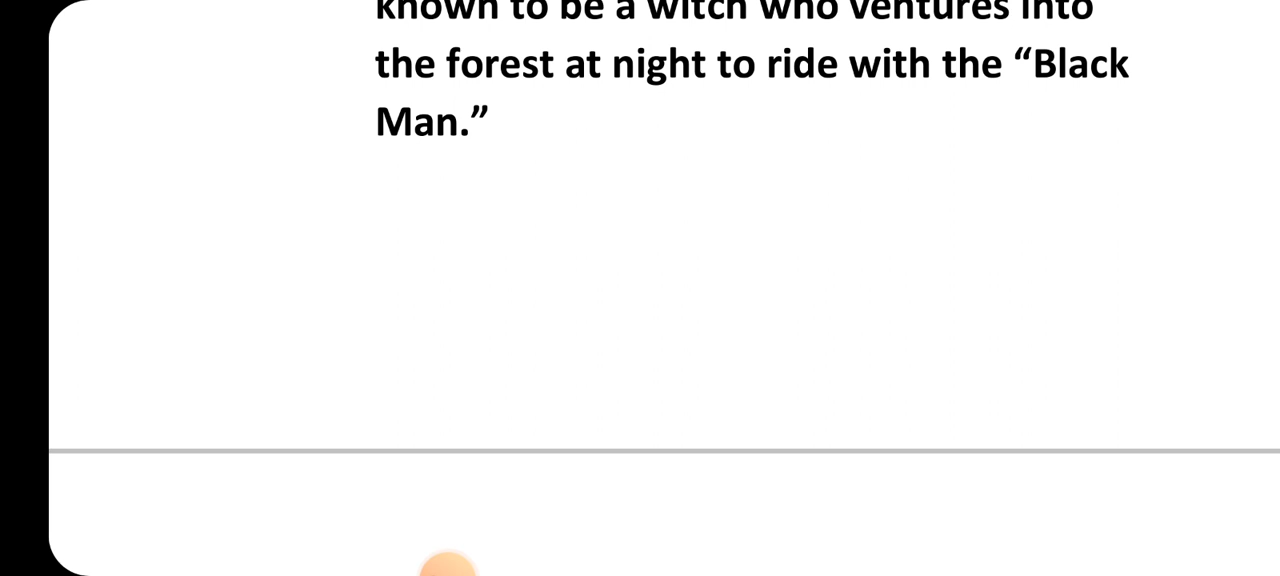 known to be a witch who ventures into
the forest at night to ride with the “Black
Man.”